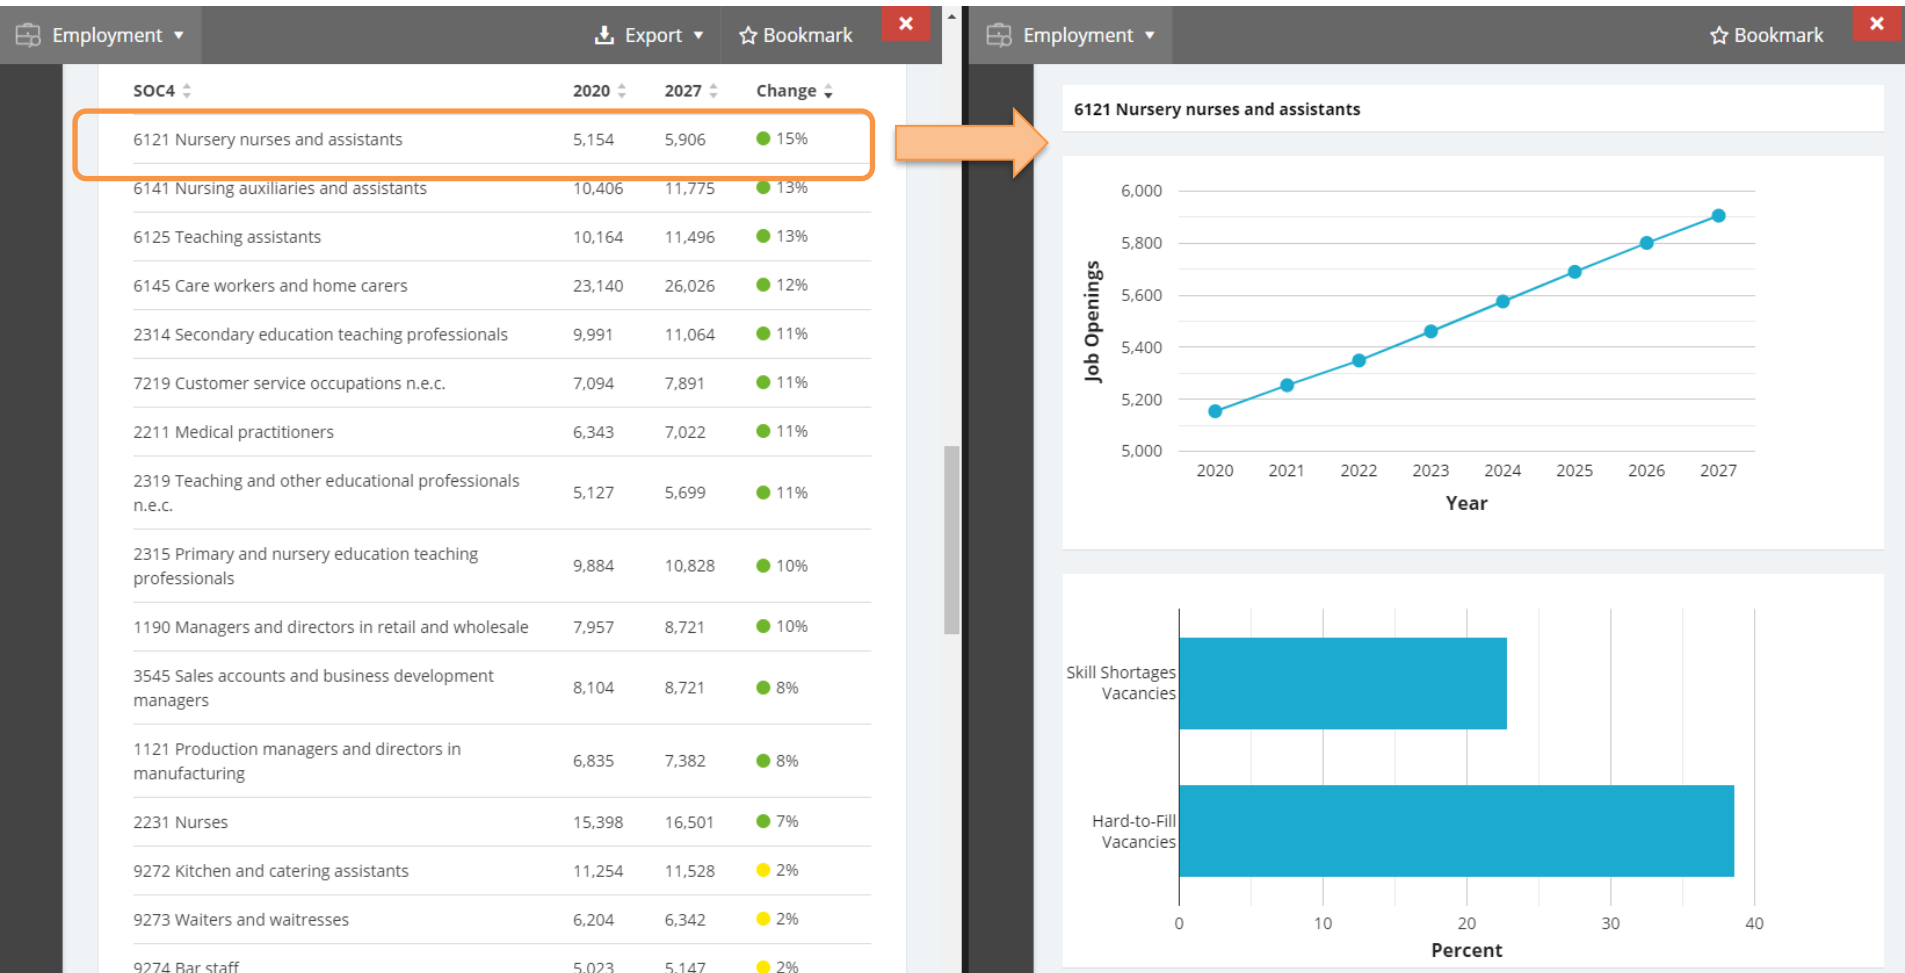 Employment
Export
Bookmark
SOC4 2020 2027 Change
6121 Nursery nurses and assistants 5,154 5,906 15%
6141 Nursing auxiliaries and assistants 10,406 11,775 13%
6125 Teaching assistants 10,164 11,496 13%
6145 Care workers and home carers 23,140 26,026 12%
2314 Secondary education teaching professionals 9,991 11,064 11%
7219 Customer service occupations n.e.c. 7,094 7,891 11%
2211 Medical practitioners 6,343 7,022 11%
2319 Teaching and other educational professionals
n.e.c. 5,127 5,699 11%
2315 Primary and nursery education teaching
professionals 9,884 10,828 10%
1190 Managers and directors in retail and wholesale 7,957 8,721 10%
3545 Sales accounts and business development
managers 8,104 8,721 8%
1121 Production managers and directors in
manufacturing 6,835 7,382 8%
2231 Nurses 15,398 16,501 7%
9272 Kitchen and catering assistants 11,254 11,528 2%
9273 Waiters and waitresses 6,204 6,342 2%
9274 Bar staff 5,023 5,147 2%
Employment
Bookmark
6121 Nursery nurses and assistants
6,000
5,800
5,600
5,400
5,200
5,000
Job Openings
2020 2021 2022 2023 2024 2025 2026 2027
Year
Skill Shortages
Vacancies
Hard-to-Fill
Vacancies
0 10 20 30 40
Percent